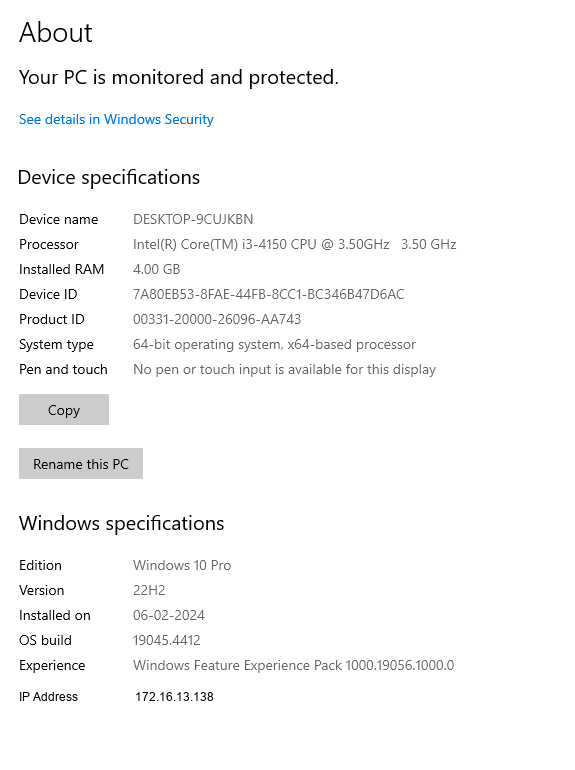 About
Your PC is monitored and protected.
See details in Windows Security
Device specifications
Device name DESKTOP-9CUJKBN
Processor Intel(R) Core(TM) i3-4150 CPU @ 3.50GHz 3.50 GHz
Installed RAM 4.00 GB
Device ID 7A80EB53-8FAE-44FB-8CC1-BC346B47D6AC
Product ID 00331-20000-26096-AA743
System type 64-bit operating system, x64-based processor
Pen and touch No pen or touch input is available for this display
Copy
Rename this PC
Windows specifications
Edition Windows 10 Pro
Version 22H2
Installed on 06-02-2024
OS build 19045.4412
Experience Windows Feature Experience Pack 1000.19056.1000.0
IP Address 172.16.13.138